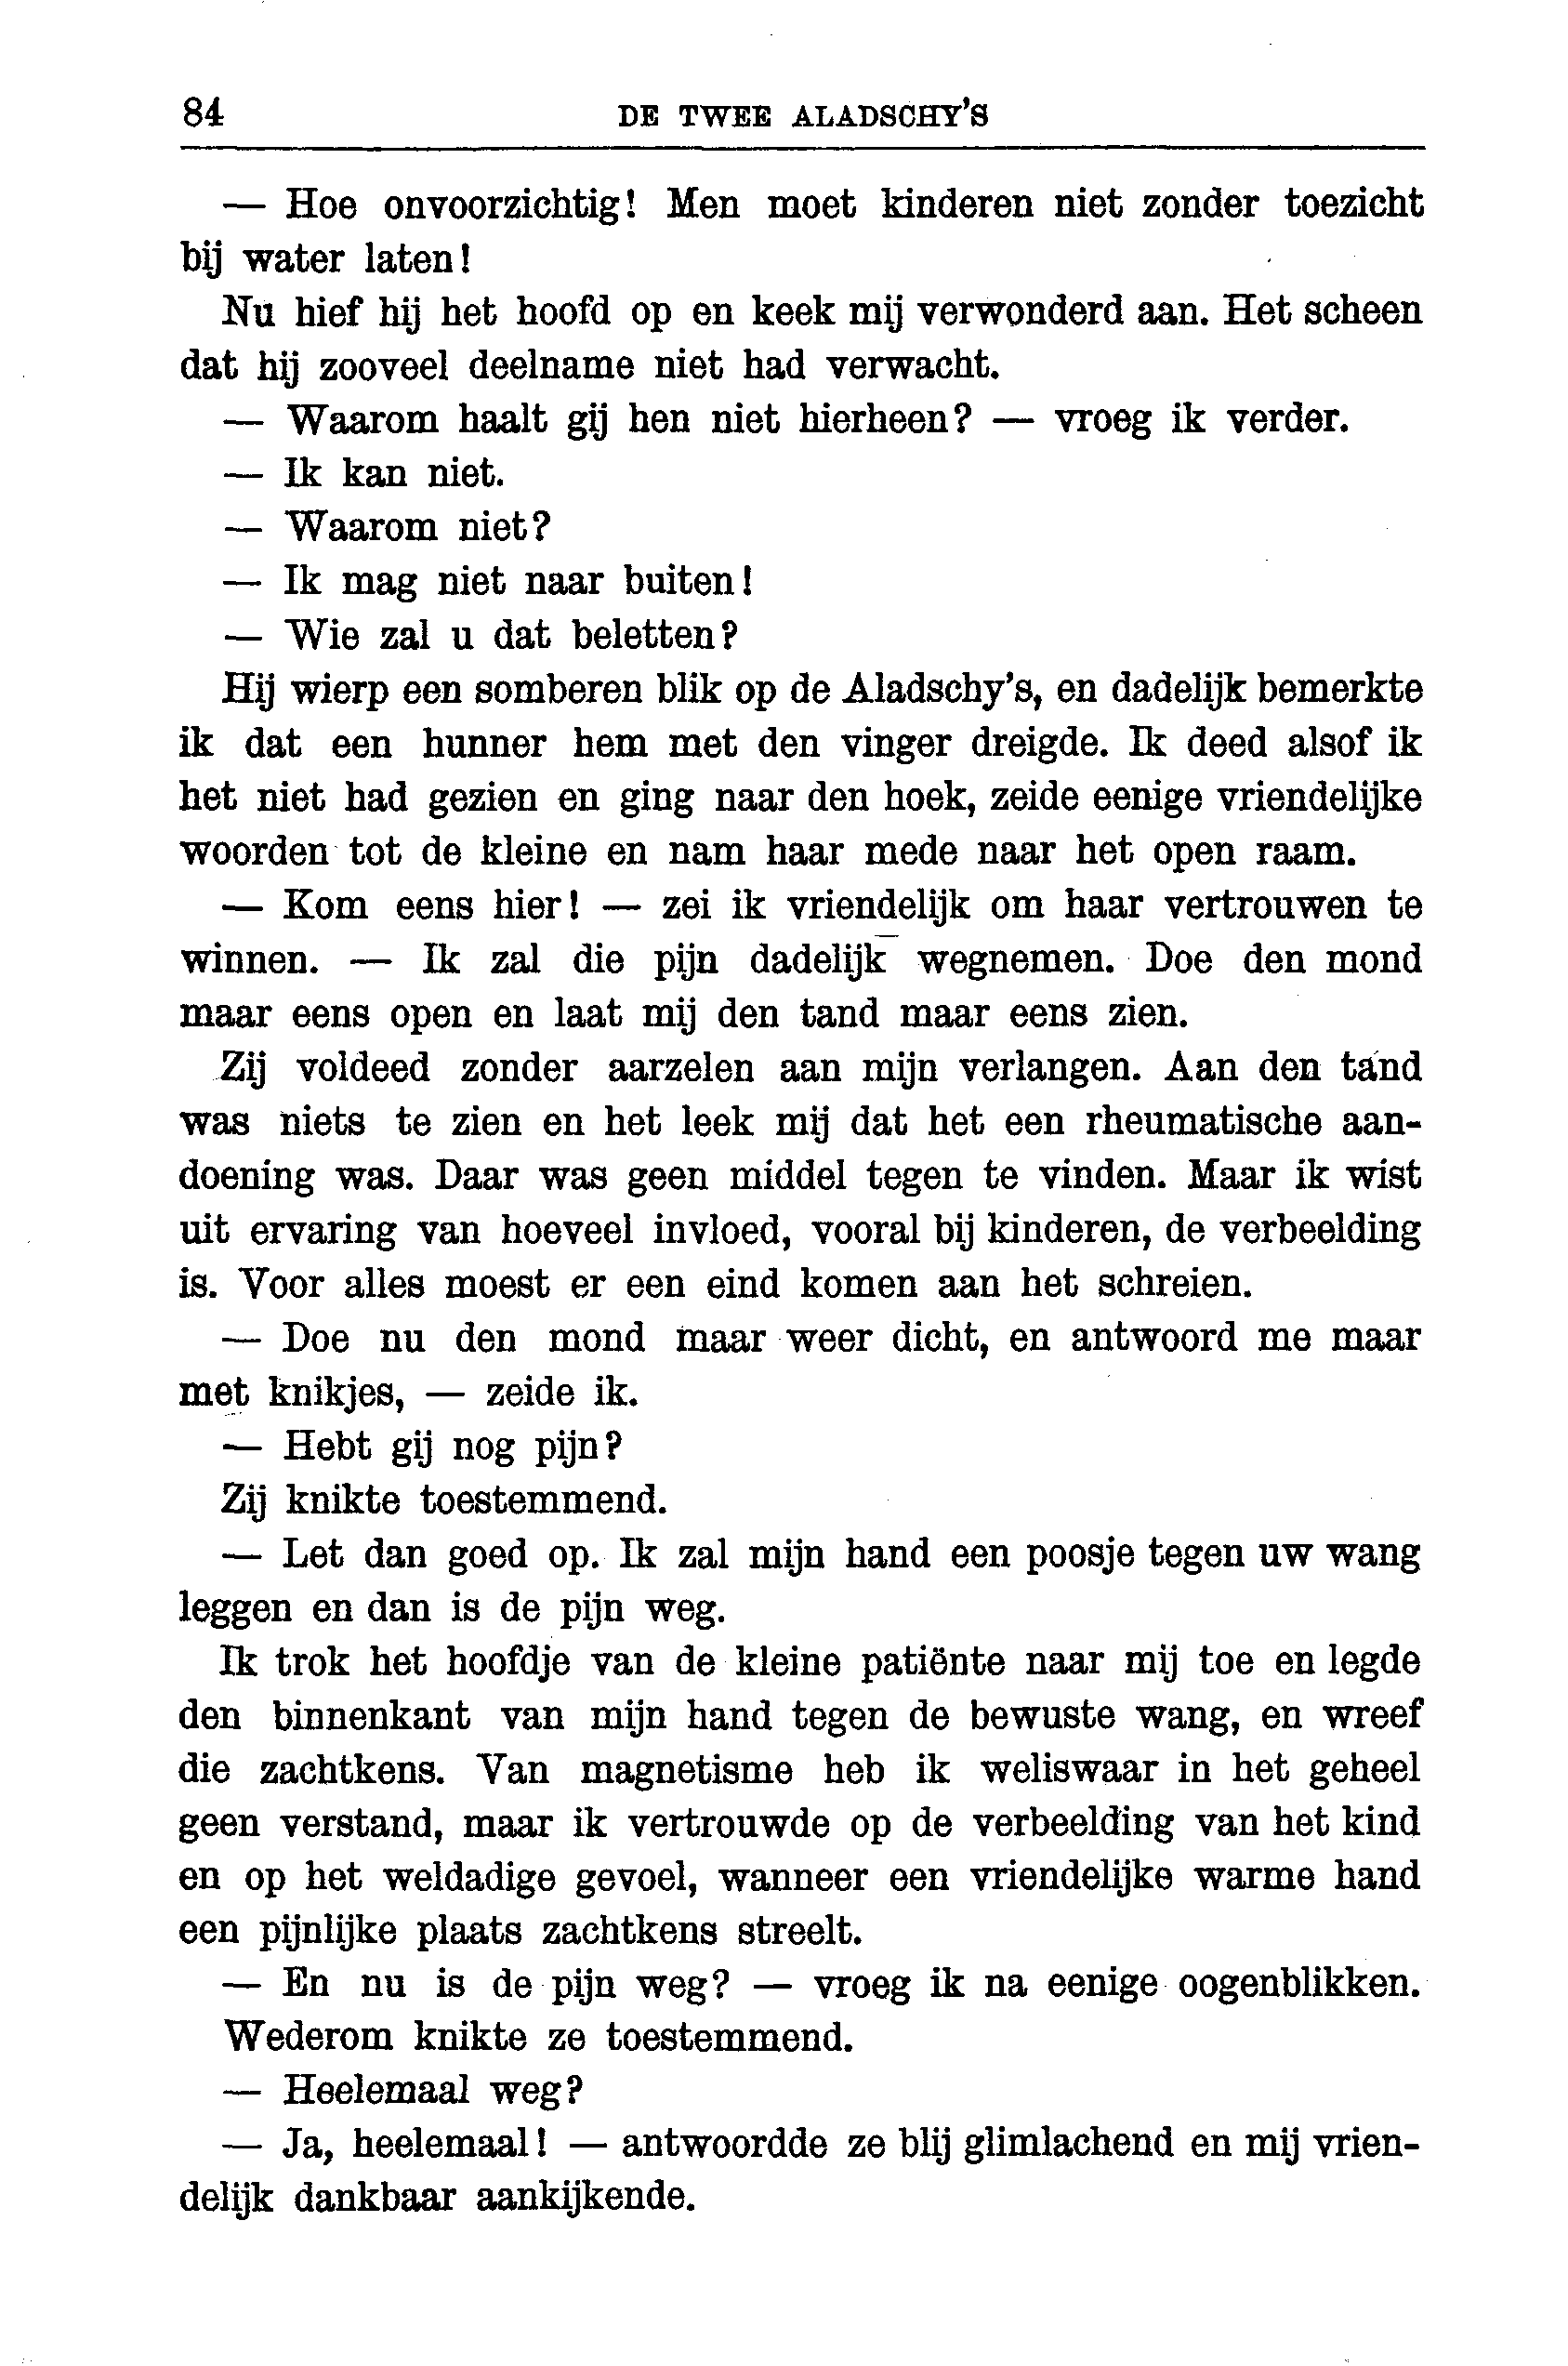 84 DE TWEE ALADSCHY'S
— Hoe onvoorzichtig! Men moet kinderen niet zonder toezicht
bij water laten!
Nu hief hij het hoofd op en keek mij verwonderd aan. Het scheen
dat hij zooveel deelname niet had verwacht.
— Waarom haalt gij hen niet hierheen? — vroeg ik verder.
— Ik kan niet.
— Waarom niet?
— Ik mag niet naar buiten!
— Wie zal u dat beletten?
Hij wierp een somberen blik op de Aladschy's, en dadelijk bemerkte
ik dat een hunner hem met den vinger dreigde. Ik deed alsof ik
het niet had gezien en ging naar den hoek, zeide eenige vriendelijke
woorden tot de kleine en nam haar mede naar het open raam.
— Kom eens hier! — zei ik vriendelijk om haar vertrouwen te
winnen. — Ik zal die pijn dadelijk wegnemen. Doe den mond
maar eens open en laat mij den tand maar eens zien.
Zij voldeed zonder aarzelen aan mijn verlangen. Aan den tand
was niets te zien en het leek mij dat het een rheumatische aan-
doening was. Daar was geen middel tegen te vinden. Maar ik wist
uit ervaring van hoeveel invloed, vooral bij kinderen, de verbeelding
is. Voor alles moest er een eind komen aan het schreien.
— Doe nu den mond maar weer dicht, en antwoord me maar
met knikjes, — zeide ik.
— Hebt gij nog pijn?
Zij knikte toestemmend.
— Let dan goed op. Ik zal mijn hand een poosje tegen uw wang
leggen en dan is de pijn weg.
Ik trok het hoofdje van de kleine patiënte naar mij toe en legde
den binnenkant van mijn hand tegen de bewuste wang, en wreef
die zachtkens. Van magnetisme heb ik weliswaar in het geheel
geen verstand, maar ik vertrouwde op de verbeelding van het kind
en op het weldadige gevoel, wanneer een vriendelijke warme hand
een pijnlijke plaats zachtkens streelt.
— En nu is de pijn weg? — vroeg ik na eenige oogenblikken.
Wederom knikte ze toestemmend.
— Heelemaal weg?
— Ja, heelemaal! — antwoordde ze blij glimlachend en mij vrien-
delijk dankbaar aankijkende.